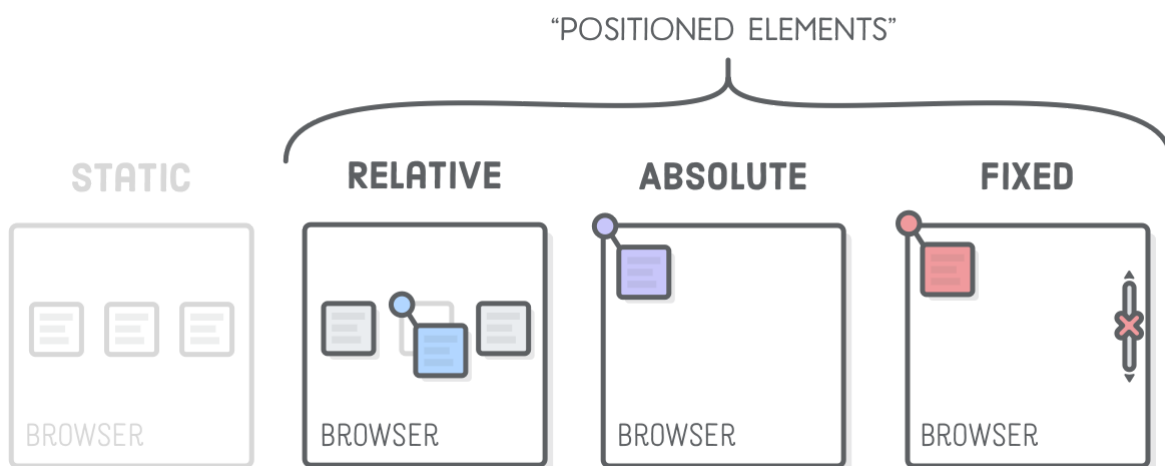 “POSITIONED ELEMENTS”
STATIC
RELATIVE
ABSOLUTE
FIXED
BROWSER
BROWSER
BROWSER
BROWSER